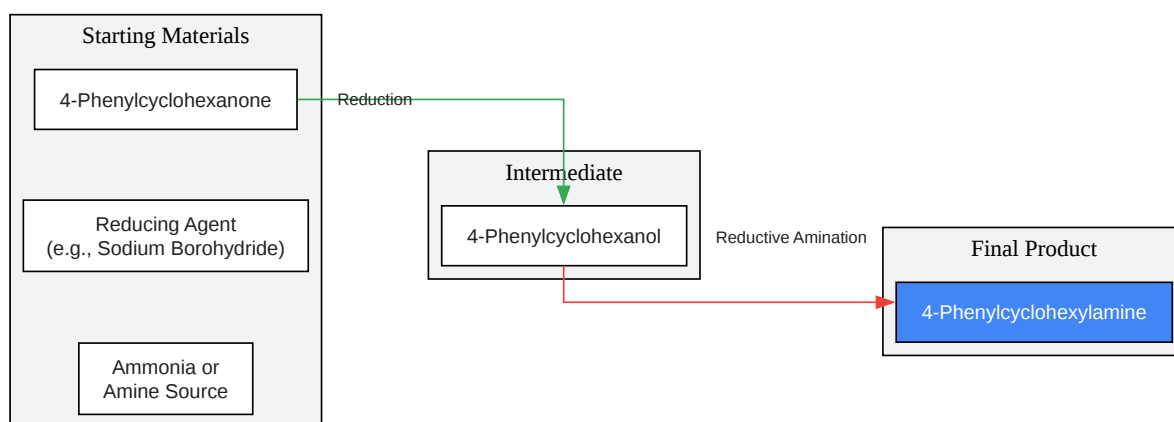 Starting Materials
4-Phenylcyclohexanone
Reduction
Reducing Agent
(e.g., Sodium Borohydride)
Ammonia or
Amine Source
Intermediate
4-Phenylcyclohexanol
Reductive Amination
Final Product
4-Phenylcyclohexylamine